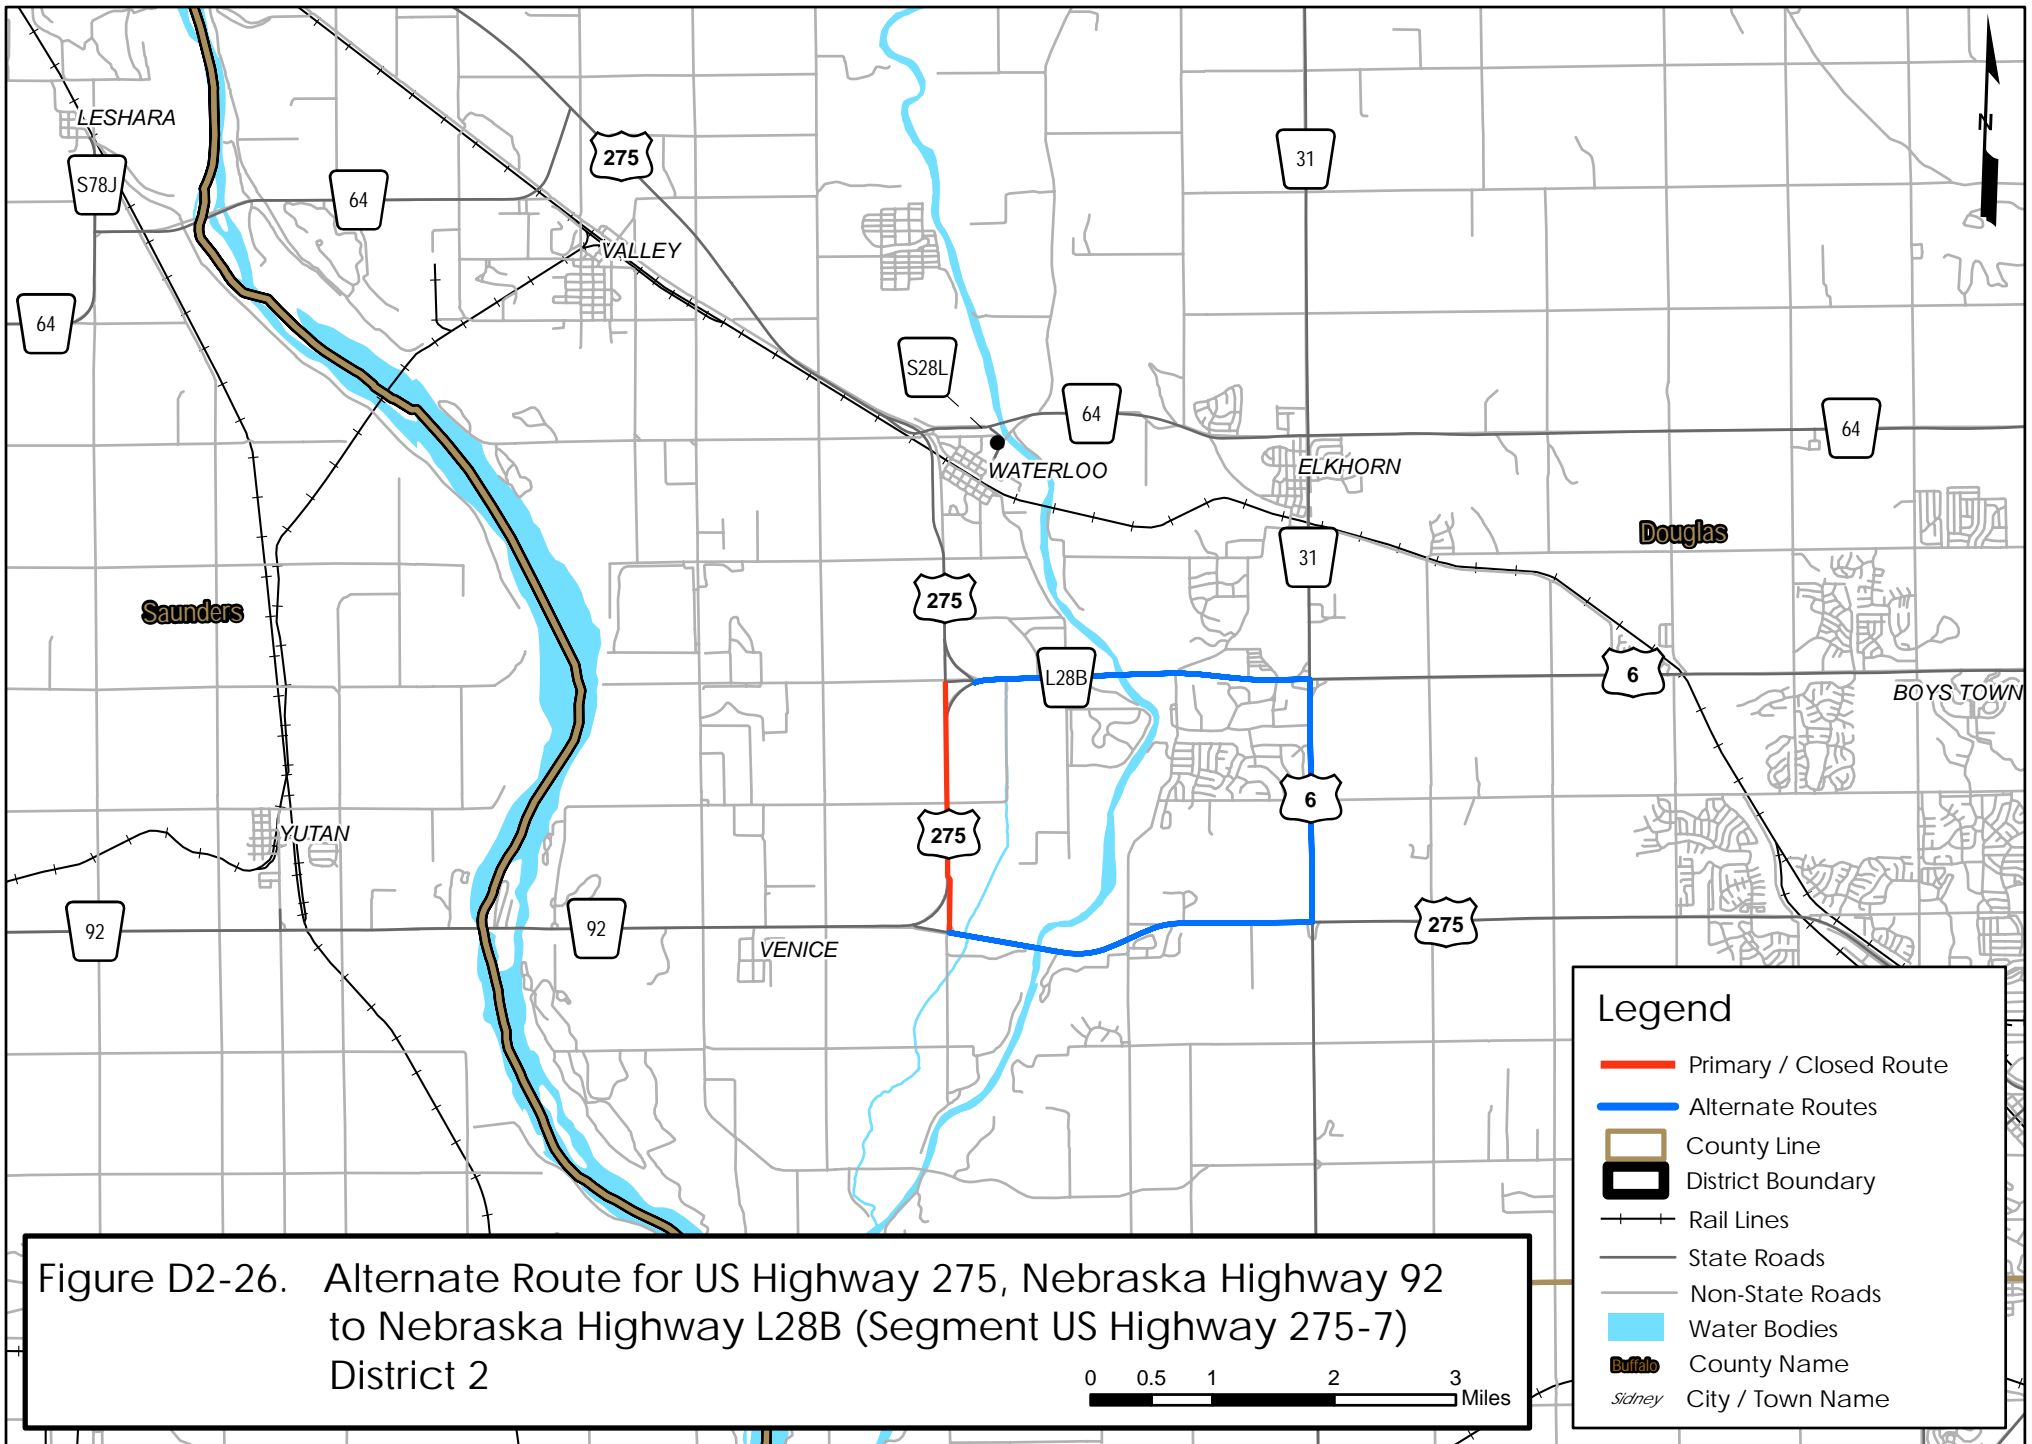 LESHARA
S78J
64
275
31
N
VALLEY
64
S28L
64
64
WATERLOO
ELKHORN
Douglas
31
275
Saunders
L28B
6
BOYS TOWN
6
275
YUTAN
92
92
VENICE
275
Legend
Primary / Closed Route
Alternate Routes
County Line
District Boundary
Rail Lines
State Roads
Non-State Roads
Water Bodies
Buffalo County Name
Sidney City / Town Name
Figure D2-26. Alternate Route for US Highway 275, Nebraska Highway 92
to Nebraska Highway L28B (Segment US Highway 275-7)
District 2
0 0.5 1 2 3
Miles